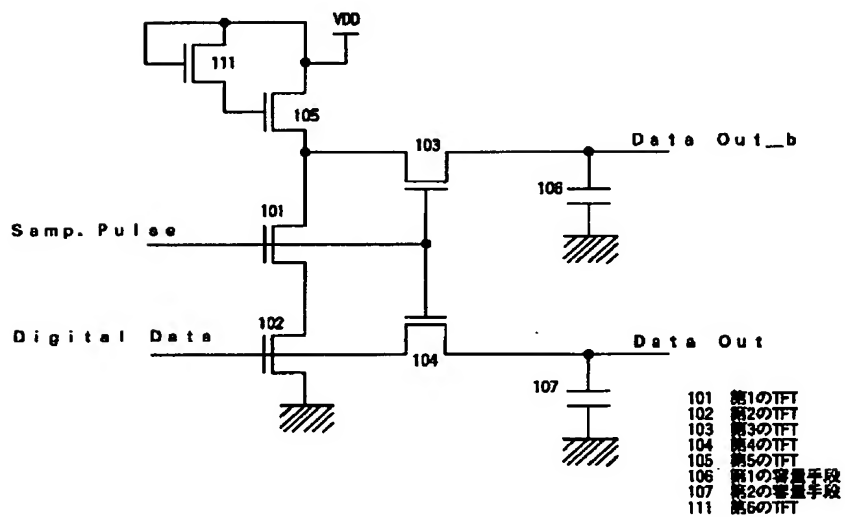 VDD
111
105
103
Data Out_b
106
101
Samp. Pulse
102
Digital Data
104
Data Out
107
101 第1のTFT
102 第2のTFT
103 第3のTFT
104 第4のTFT
105 第5のTFT
106 第1の容量手段
107 第2の容量手段
111 第6のTFT